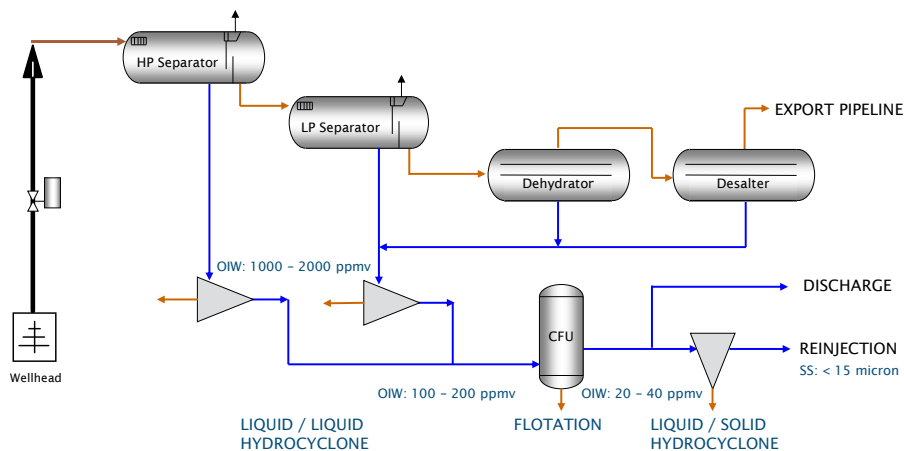 HP Separator
LP Separator
EXPORT PIPELINE
Dehydrator
Desalter
OIW: 1000 – 2000 ppmv
DISCHARGE
CFU
REINJECTION
SS: < 15 micron
Wellhead
OIW: 100 – 200 ppmv
OIW: 20 – 40 ppmv
LIQUID / LIQUID
HYDROCYCLONE
FLOTATION
LIQUID / SOLID
HYDROCYCLONE